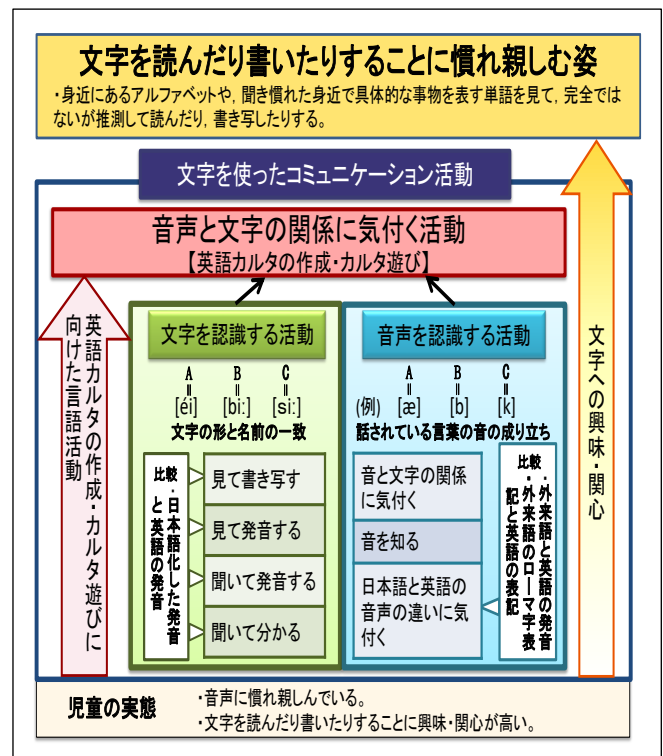 文字を読んだり書いたりすることに慣れ親しむ姿
・身近にあるアルファベットや，聞き慣れた身近で具体的な事物を表す単語を見て，完全では
ないが推測して読んだり，書き写したりする。
文字を使ったコミュニケーション活動
音声と文字の関係に気付く活動
【英語カルタの作成・カルタ遊び】
英語カルタの作成・カルタ遊びに
向けた言語活動
文字を認識する活動
A B C
॥ ॥ ॥
[éi] [biː] [siː]
文字の形と名前の一致
比較・日本語化した発音
と英語の発音
見て書き写す
見て発音する
聞いて発音する
聞いて分かる
音声を認識する活動
A B C
॥ ॥ ॥
(例) [æ] [b] [k]
話されている言葉の音の成り立ち
音と文字の関係
に気付く
音を知る
日本語と英語の
音声の違いに気
付く
比較
・外来語と英語の発音
・外来語のローマ字表
記と英語の表記
文字への興味・関心
児童の実態
・音声に慣れ親しんでいる。
・文字を読んだり書いたりすることに興味・関心が高い。